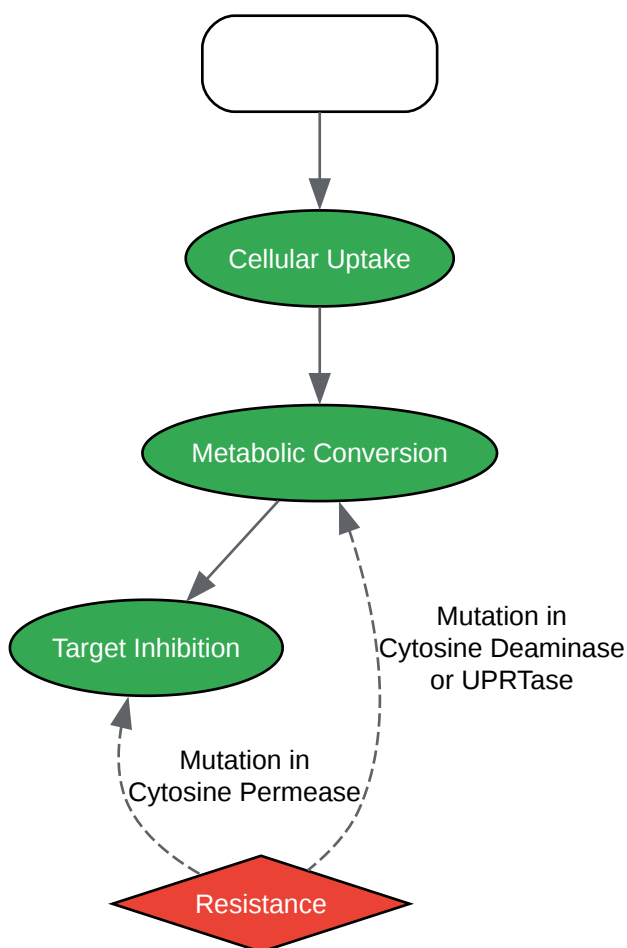 Cellular Uptake
Metabolic Conversion
Mutation in
Cytosine Deaminase
or UPRTase
Target Inhibition
Mutation in
Cytosine Permease
Resistance